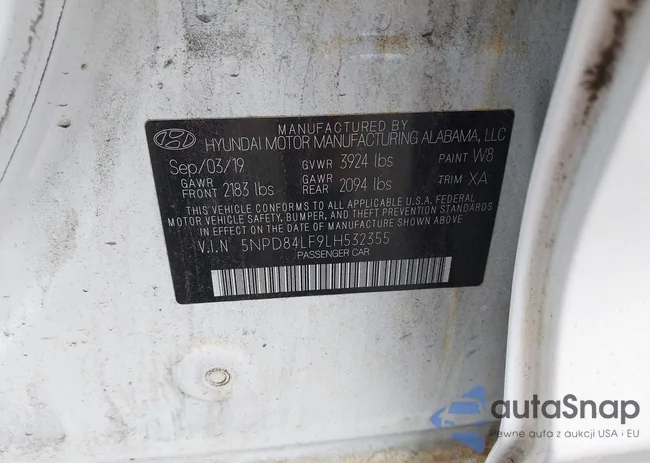 MANUFACTURED BY
HYUNDAI MOTOR MANUFACTURING ALABAMA, LLC
Sep/03/19 GVWR 3924 lbs PAINT W8
GAWR FRONT 2183 lbs GAWR REAR 2094 lbs TRIM XA
THIS VEHICLE CONFORMS TO ALL APPLICABLE U.S.A. FEDERAL
MOTOR VEHICLE SAFETY, BUMPER, AND THEFT PREVENTION STANDARDS
IN EFFECT ON THE DATE OF MANUFACTURE SHOWN ABOVE
V.I.N 5NPD84LF9LH532355
PASSENGER CAR
autaSnap
Pewne auta z aukcji USA i EU